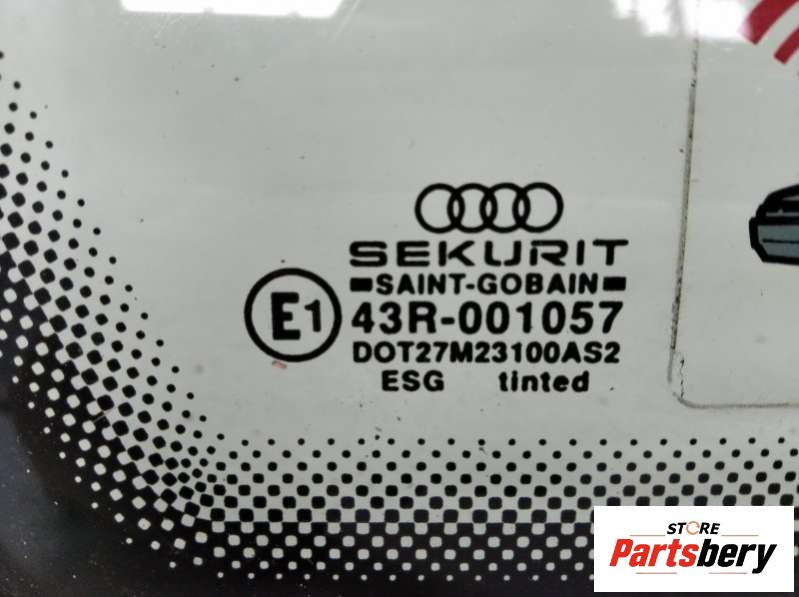 SEKURIT
SAINT-GOBAIN
E1 43R-001057
DOT27M23100AS2
ESG tinted
STORE
Partsbery